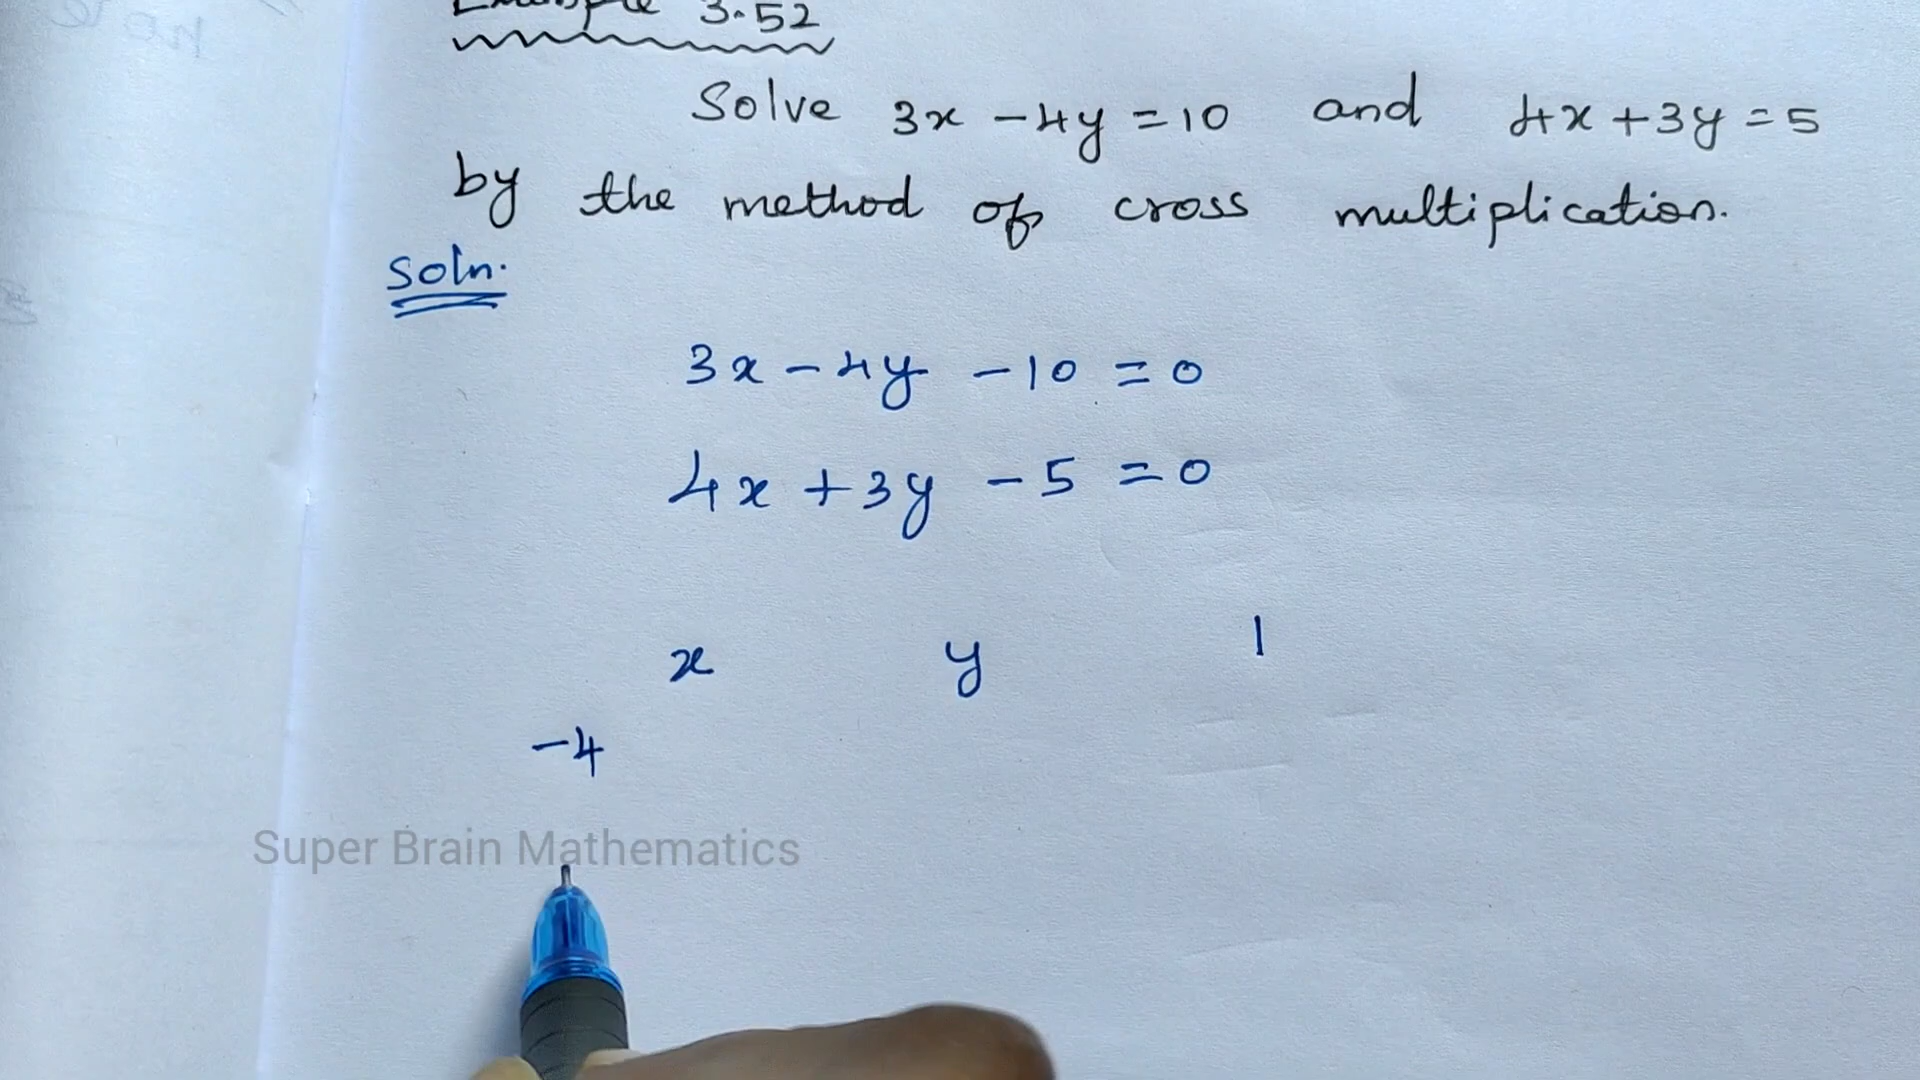 Example 3.52
Solve 3x - 4y = 10 and 4x + 3y = 5
by the method of cross multiplication.
Soln.
3x - 4y - 10 = 0
4x + 3y - 5 = 0
x y 1
-4
Super Brain Mathematics